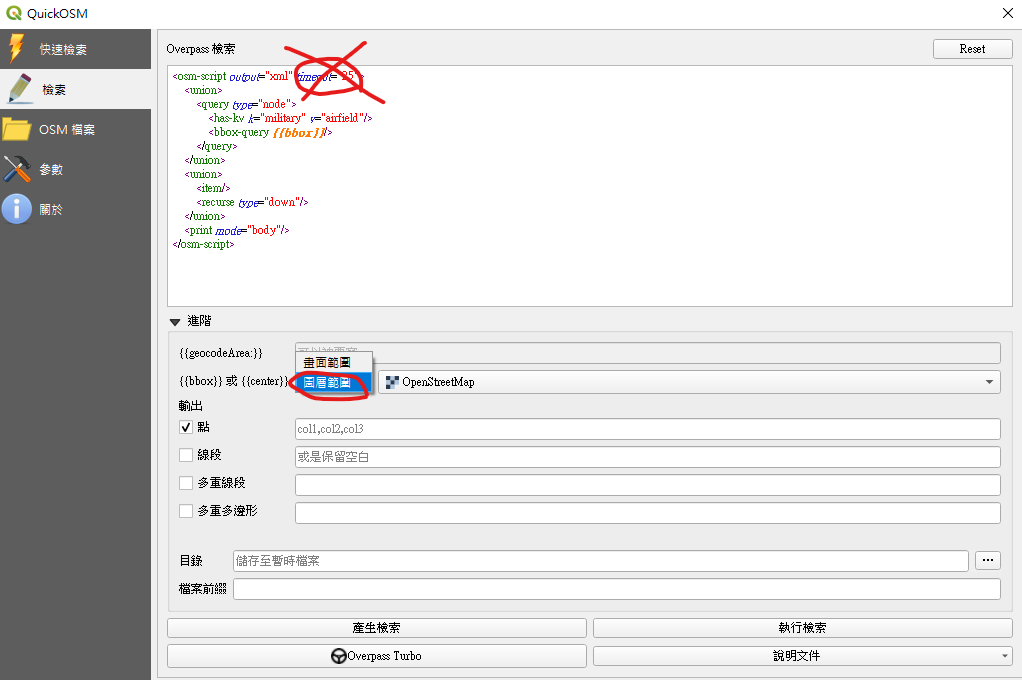 QuickOSM
快速檢索
檢索
OSM 檔案
參數
關於
Overpass 檢索
Reset
<osm-script output="xml" timeout="25">
<union>
<query type="node">
<has-kv k="military" v="airfield"/>
<bbox-query {{bbox}}/>
</query>
</union>
<union>
<item/>
<recurse type="down"/>
</union>
<print mode="body"/>
</osm-script>
進階
{{geocodeArea:}}
{{bbox}} 或 {{center}}
畫面範圍
圖層範圍
OpenStreetMap
輸出
點
col1,col2,col3
線段
或是保留空白
多重線段
多重多邊形
目錄
儲存至暫時檔案
...
檔案前綴
產生檢索
執行檢索
Overpass Turbo
說明文件